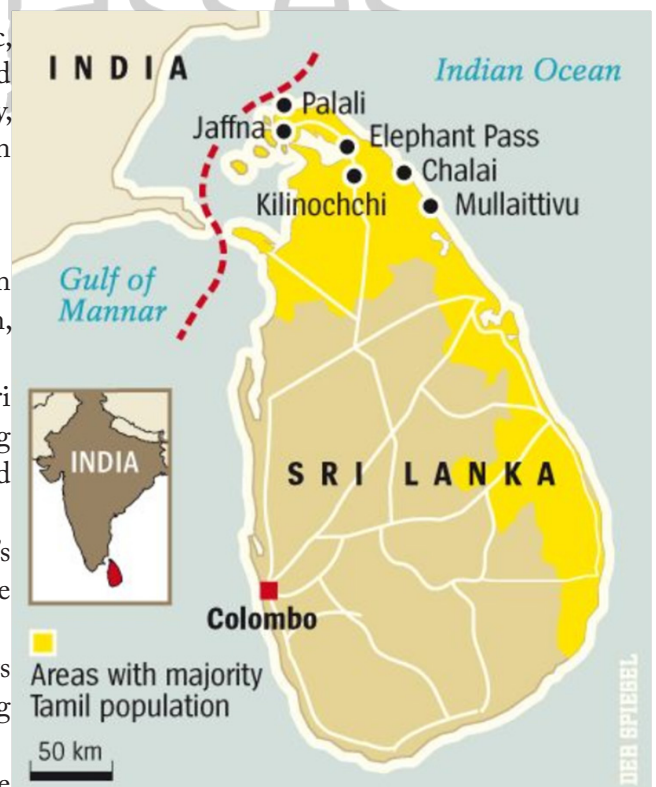 INDIA
Indian Ocean
Palali
Jaffna
Elephant Pass
Chalai
Kilinochchi
Mullaittivu
Gulf of
Mannar
INDIA
SRI LANKA
Colombo
Areas with majority
Tamil population
50 km
DER SPIEGEL